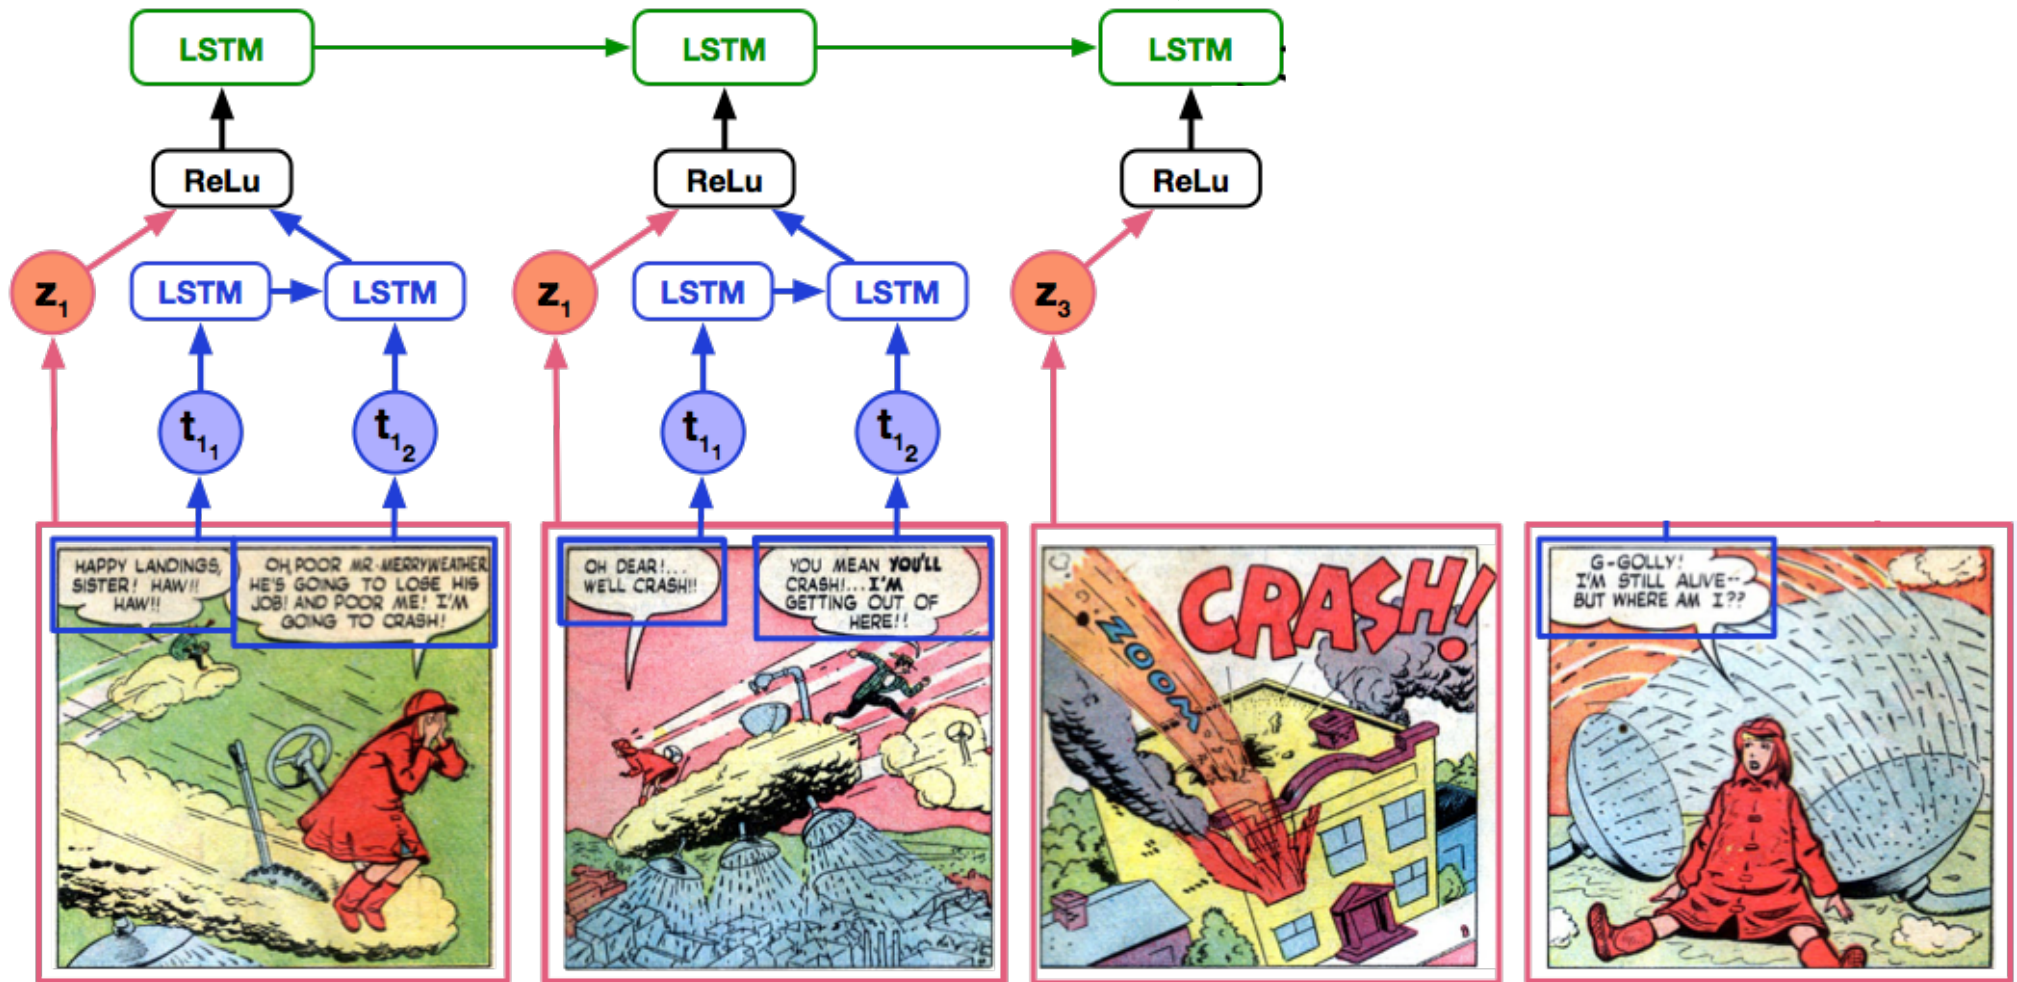 LSTM LSTM LSTM
ReLu ReLu ReLu
z1 LSTM LSTM z1 LSTM LSTM z3
t11 t12 t11 t12
HAPPY LANDINGS,
SISTER! HAW!!
HAW!!
OH, POOR MR. MERRYWEATHER
HE'S GOING TO LOSE HIS
JOB! AND POOR ME! I'M
GOING TO CRASH!
OH DEAR!...
WE'LL CRASH!!
YOU MEAN YOU'LL
CRASH!...I'M
GETTING OUT OF
HERE!!
ZOOM
CRASH!
G-GOLLY!
I'M STILL ALIVE--
BUT WHERE AM I??